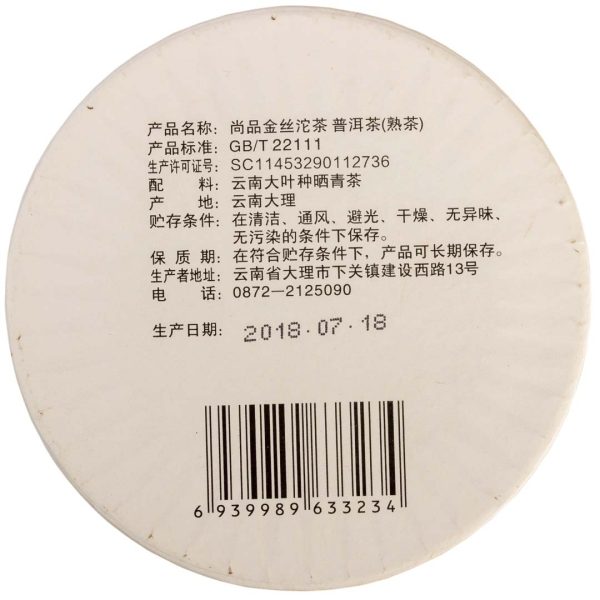 产品名称：尚品金丝沱茶 普洱茶(熟茶)
产品标准：GB/T 22111
生产许可证号：SC11453290112736
配 料：云南大叶种晒青茶
产 地：云南大理
贮存条件：在清洁、通风、避光、干燥、无异味、
无污染的条件下保存。
保 质 期：在符合贮存条件下，产品可长期保存。
生产者地址：云南省大理市下关镇建设西路13号
电 话：0872—2125090
生产日期：2018.07.18
6 939989 633234